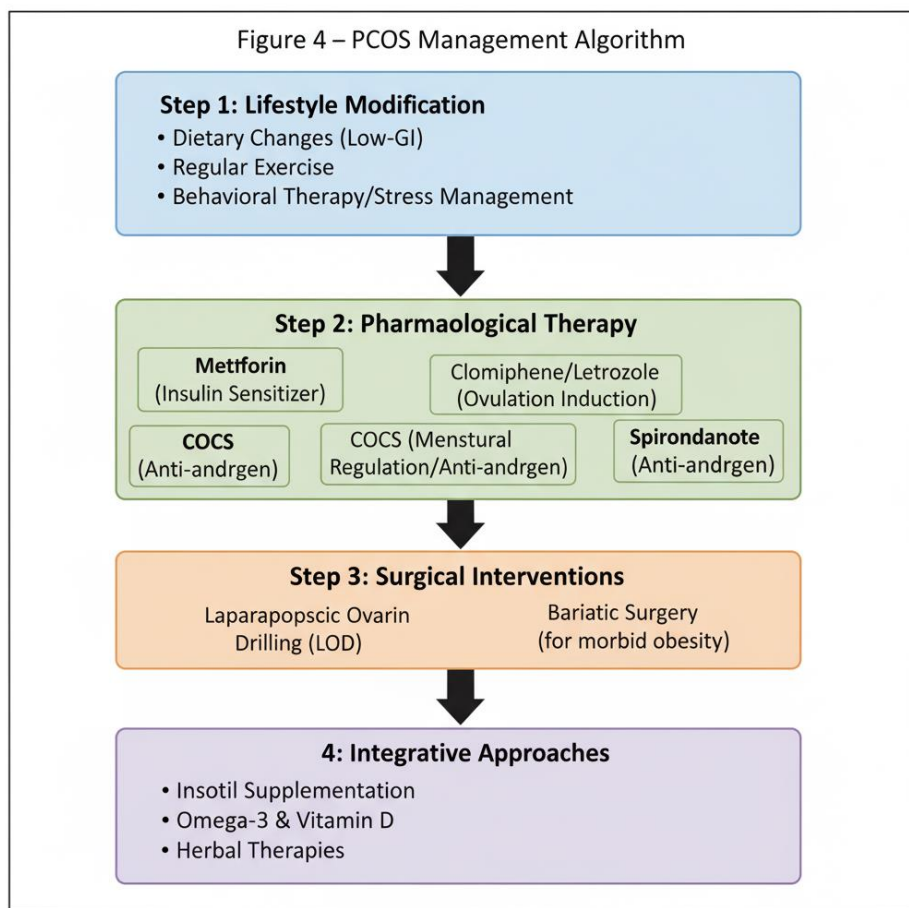 Figure 4 – PCOS Management Algorithm
Step 1: Lifestyle Modification
• Dietary Changes (Low-GI)
• Regular Exercise
• Behavioral Therapy/Stress Management
Step 2: Pharmaological Therapy
Metfforin
(Insulin Sensitizer)
Clomiphene/Letrozole
(Ovulation Induction)
COCS
(Anti-andrgen)
COCS (Menstural
Regulation/Anti-andrgen)
Spirondanote
(Anti-andrgen)
Step 3: Surgical Interventions
Laparapopscic Ovarin
Drilling (LOD)
Bariatic Surgery
(for morbid obesity)
4: Integrative Approaches
• Insotil Supplementation
• Omega-3 & Vitamin D
• Herbal Therapies